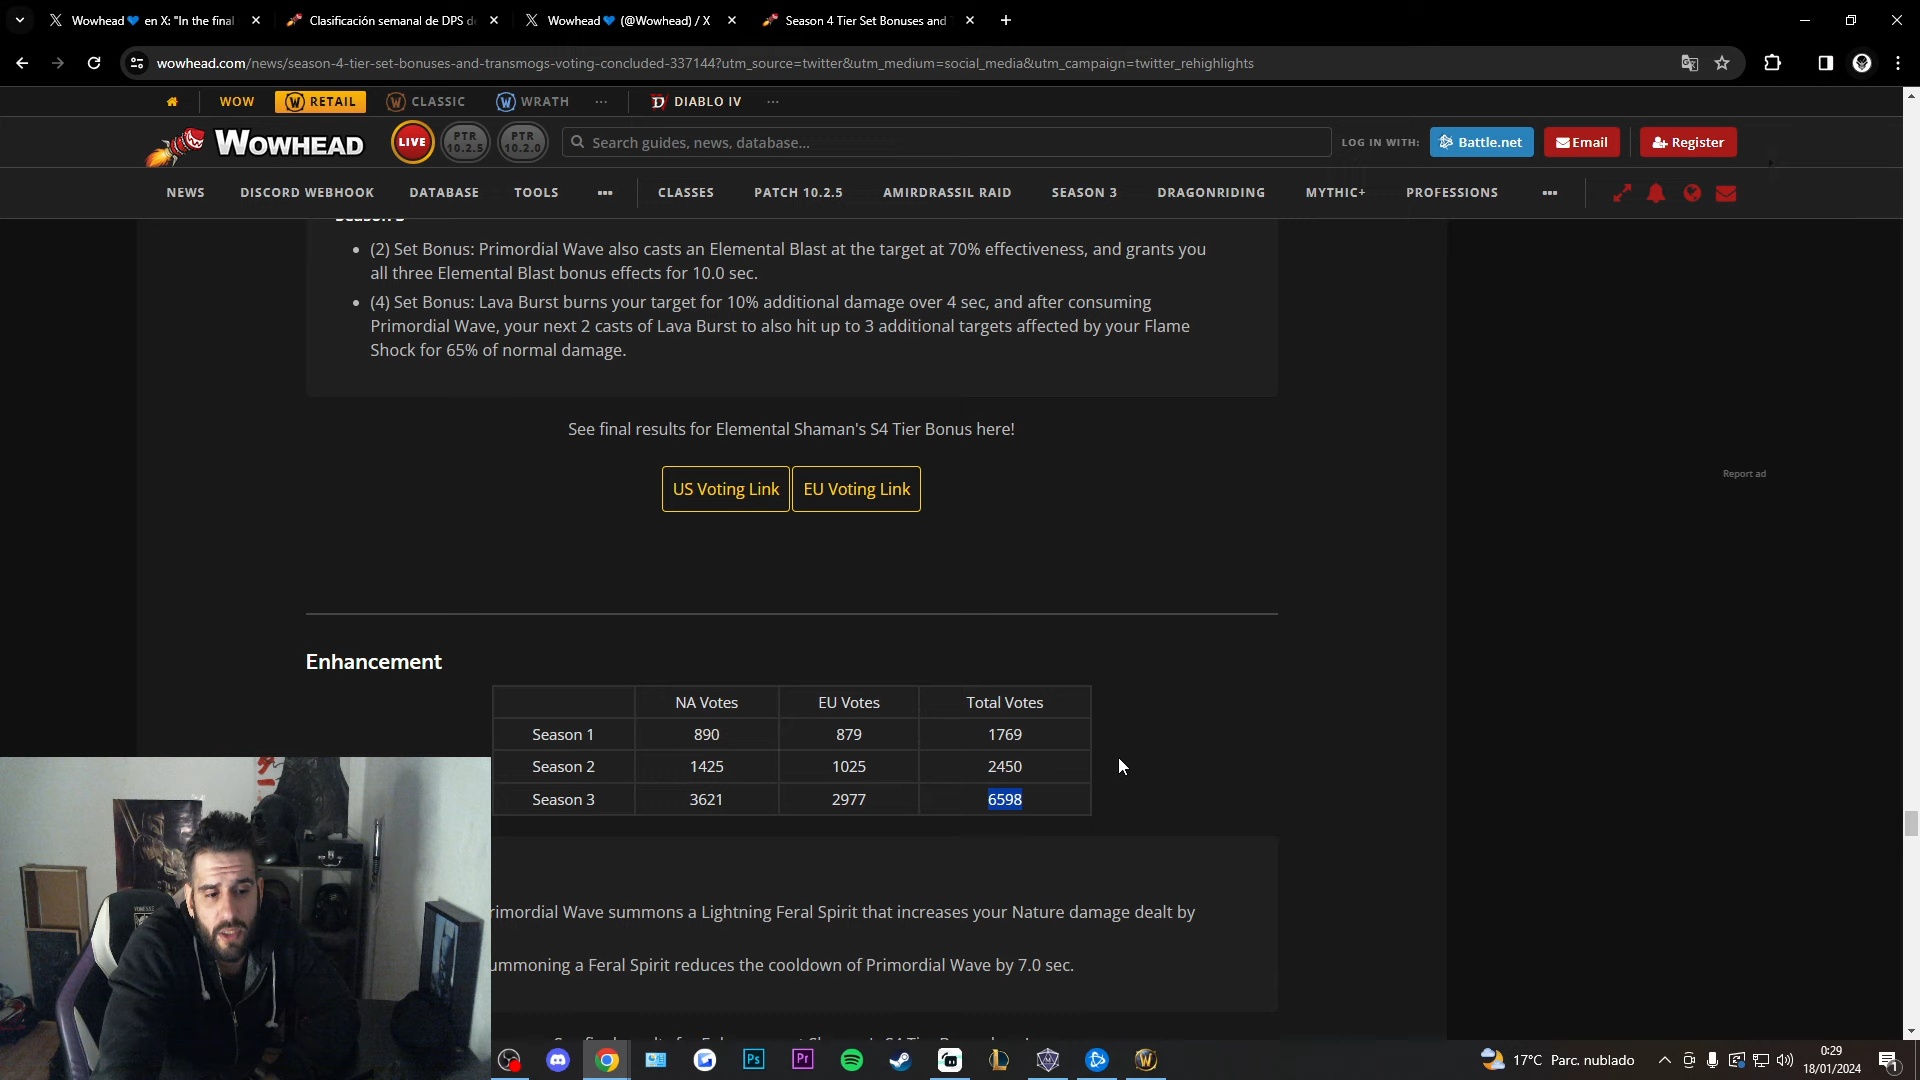 Wowhead💙 en X: "In the final
Clasificación semanal de DPS d
Wowhead💙 (@Wowhead) / X
Season 4 Tier Set Bonuses and
wowhead.com/news/season-4-tier-set-bonuses-and-transmogs-voting-concluded-337144?utm_source=twitter&utm_medium=social_media&utm_campaign=twitter_rehighlights
WOW RETAIL CLASSIC WRATH ... DIABLO IV ...
WOWHEAD LIVE PTR 10.2.5 PTR 10.2.0 Search guides, news, database... LOG IN WITH: Battle.net Email Register
NEWS DISCORD WEBHOOK DATABASE TOOLS ... CLASSES PATCH 10.2.5 AMIRDRASSIL RAID SEASON 3 DRAGONRIDING MYTHIC+ PROFESSIONS ...
• (2) Set Bonus: Primordial Wave also casts an Elemental Blast at the target at 70% effectiveness, and grants you
all three Elemental Blast bonus effects for 10.0 sec.
• (4) Set Bonus: Lava Burst burns your target for 10% additional damage over 4 sec, and after consuming
Primordial Wave, your next 2 casts of Lava Burst to also hit up to 3 additional targets affected by your Flame
Shock for 65% of normal damage.
See final results for Elemental Shaman's S4 Tier Bonus here!
US Voting Link EU Voting Link
Report ad
Enhancement
NA Votes EU Votes Total Votes
Season 1 890 879 1769
Season 2 1425 1025 2450
Season 3 3621 2977 6598
rimordial Wave summons a Lightning Feral Spirit that increases your Nature damage dealt by
ummoning a Feral Spirit reduces the cooldown of Primordial Wave by 7.0 sec.
Ps Pr
17°C Parc. nublado
0:29
18/01/2024
1